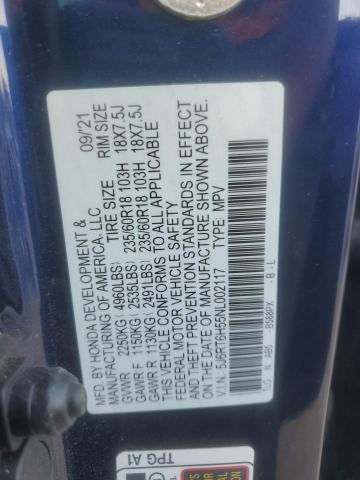 MFD. BY HONDA DEVELOPMENT & 09/21
MANUFACTURING OF AMERICA, LLC
TIRE SIZE RIM SIZE
GVWR 2250KG(4960LBS)
GAWR F 1150KG(2535LBS) 235/60R18 103H 18X7.5J
GAWR R 1130KG(2491LBS) 235/60R18 103H 18X7.5J
THIS VEHICLE CONFORMS TO ALL APPLICABLE
FEDERAL MOTOR VEHICLE SAFETY
AND THEFT PREVENTION STANDARDS IN EFFECT
ON THE DATE OF MANUFACTURE SHOWN ABOVE.
V.I.N.: 5J6RT6H55NL002117 TYPE: MPV
TLC N AB5 B588PX - B - L
TPG A1